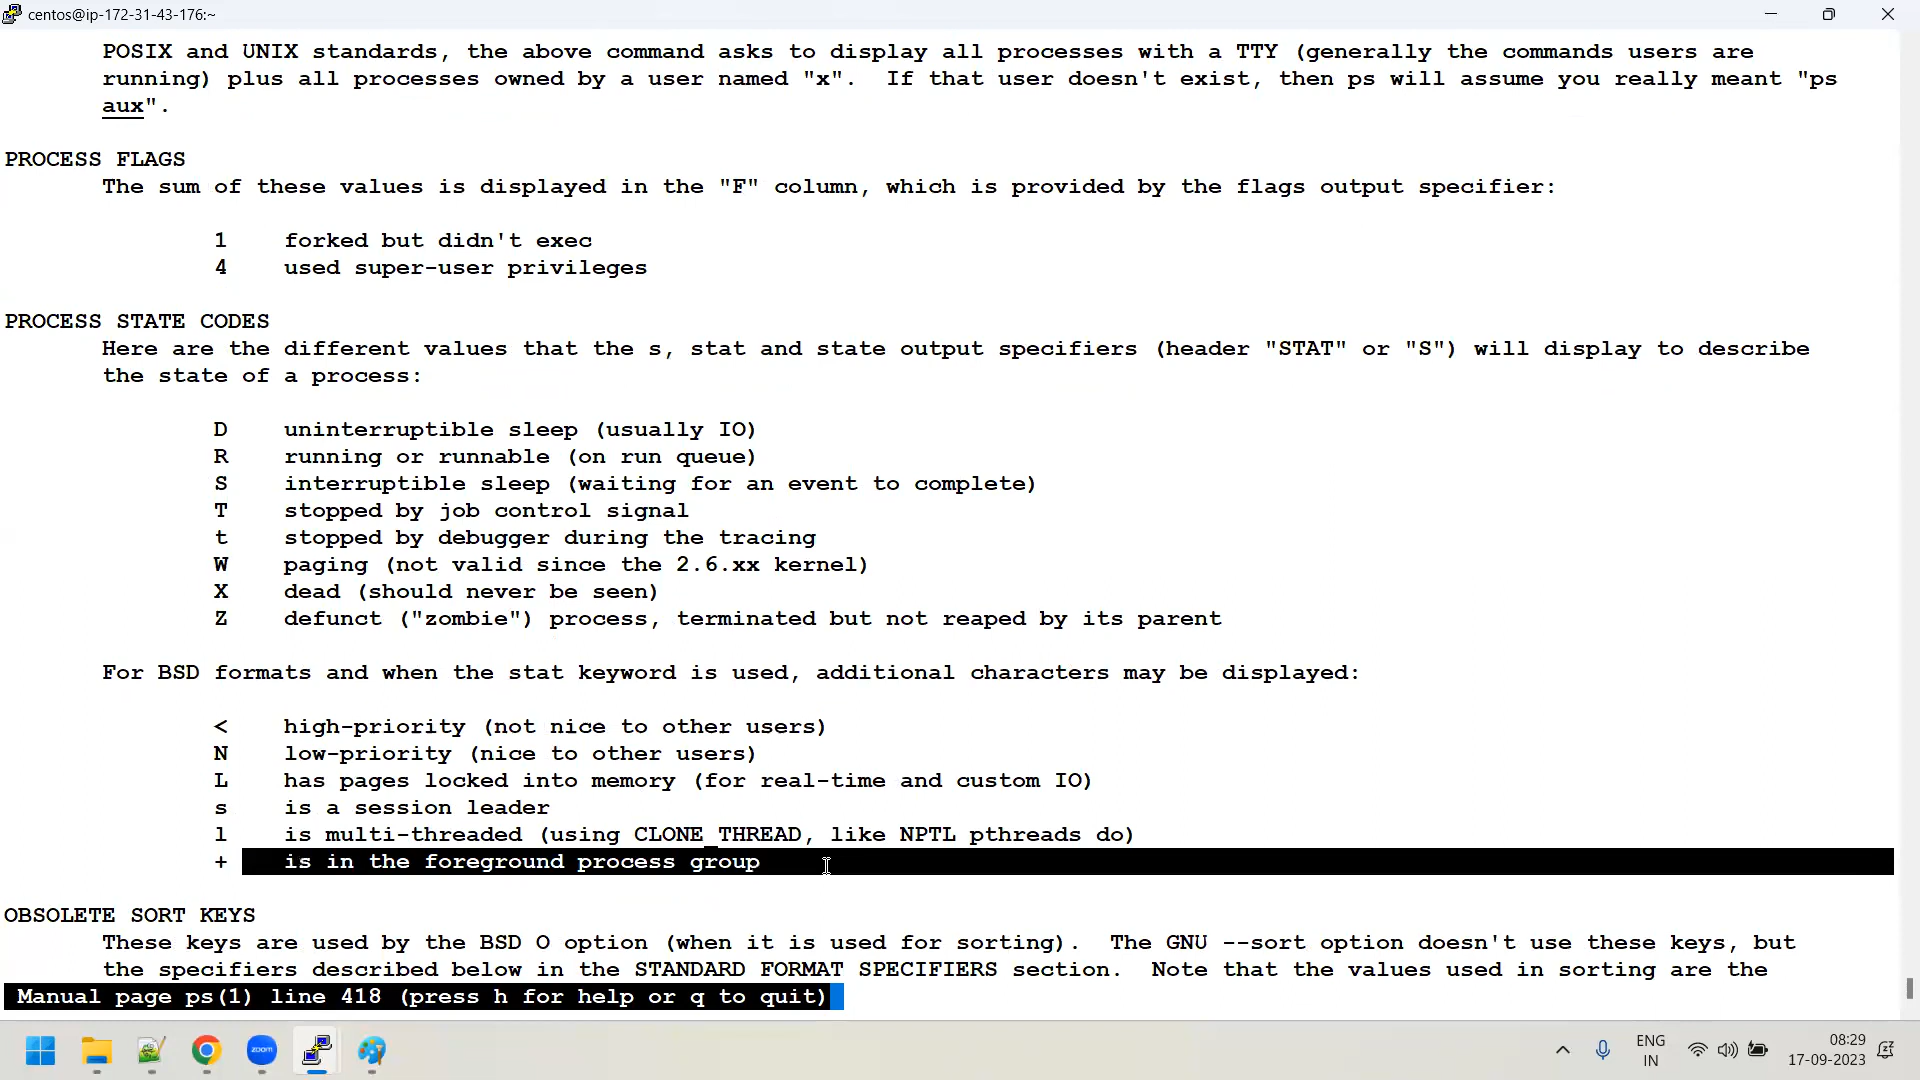 centos@ip-172-31-43-176:~
POSIX and UNIX standards, the above command asks to display all processes with a TTY (generally the commands users are
running) plus all processes owned by a user named "x".  If that user doesn't exist, then ps will assume you really meant "ps
aux".
PROCESS FLAGS
The sum of these values is displayed in the "F" column, which is provided by the flags output specifier:
1    forked but didn't exec
4    used super-user privileges
PROCESS STATE CODES
Here are the different values that the s, stat and state output specifiers (header "STAT" or "S") will display to describe
the state of a process:
D    uninterruptible sleep (usually IO)
R    running or runnable (on run queue)
S    interruptible sleep (waiting for an event to complete)
T    stopped by job control signal
t    stopped by debugger during the tracing
W    paging (not valid since the 2.6.xx kernel)
X    dead (should never be seen)
Z    defunct ("zombie") process, terminated but not reaped by its parent
For BSD formats and when the stat keyword is used, additional characters may be displayed:
<    high-priority (not nice to other users)
N    low-priority (nice to other users)
L    has pages locked into memory (for real-time and custom IO)
s    is a session leader
l    is multi-threaded (using CLONE_THREAD, like NPTL pthreads do)
+    is in the foreground process group
OBSOLETE SORT KEYS
These keys are used by the BSD O option (when it is used for sorting).  The GNU --sort option doesn't use these keys, but
the specifiers described below in the STANDARD FORMAT SPECIFIERS section.  Note that the values used in sorting are the
Manual page ps(1) line 418 (press h for help or q to quit)
zoom
ENG
IN
08:29
17-09-2023